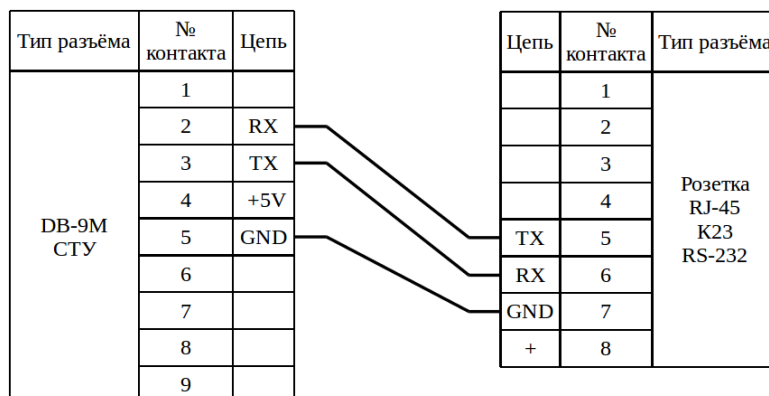 Тип разъёма № контакта Цепь
1
2 RX
3 TX
4 +5V
DB-9M
СТУ
5 GND
6
7
8
9
Цепь № контакта Тип разъёма
1
2
3
4
TX 5
RX 6
GND 7
+ 8
Розетка
RJ-45
К23
RS-232